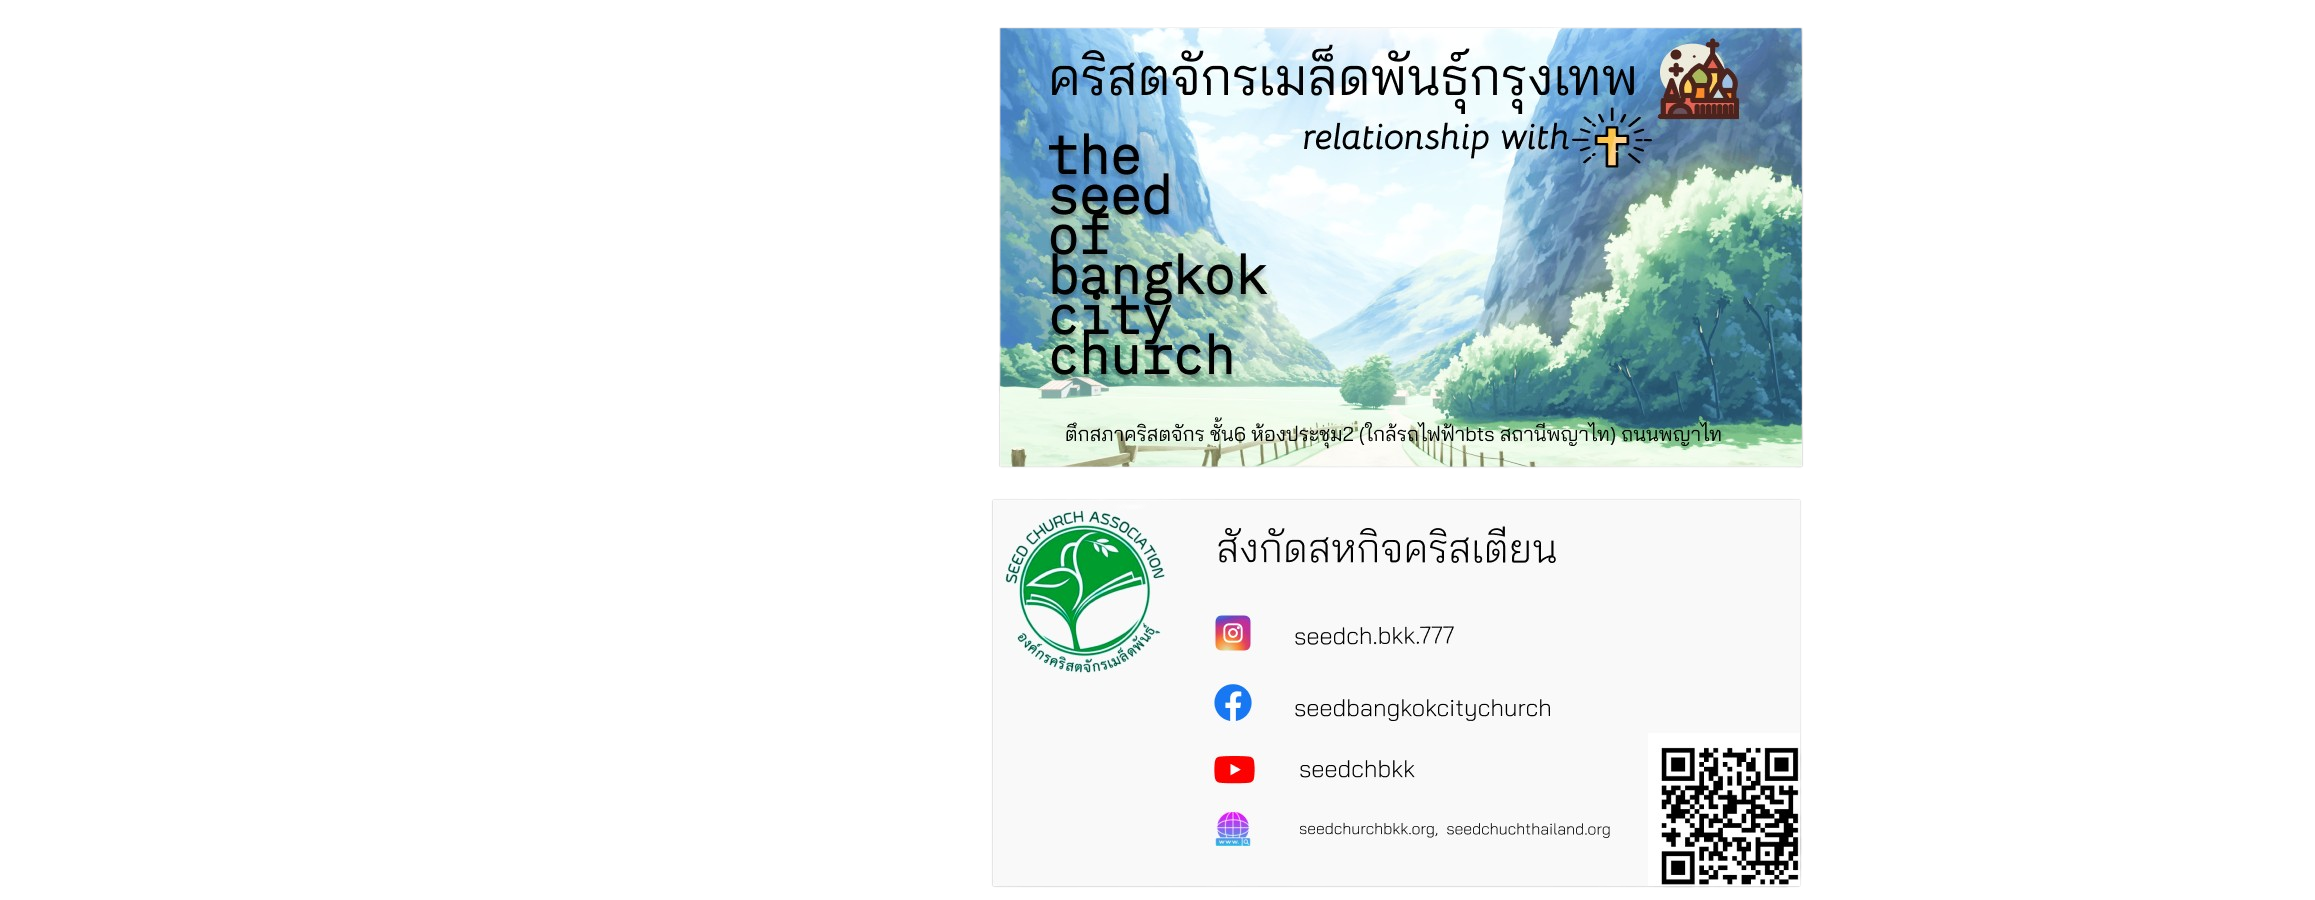 คริสตจักรเมล็ดพันธุ์กรุงเทพ
relationship with
the
seed
of
bangkok
city
church
ตึกสภาคริสตจักร ชั้น6 ห้องประชุม2 (ใกล้รถไฟฟ้าbts สถานีพญาไท) ถนนพญาไท
SEED CHURCH ASSOCIATION
องค์กรคริสตจักรเมล็ดพันธุ์
สังกัดสหกิจคริสเตียน
seedch.bkk.777
seedbangkokcitychurch
seedchbkk
www.
seedchurchbkk.org, seedchuchthailand.org